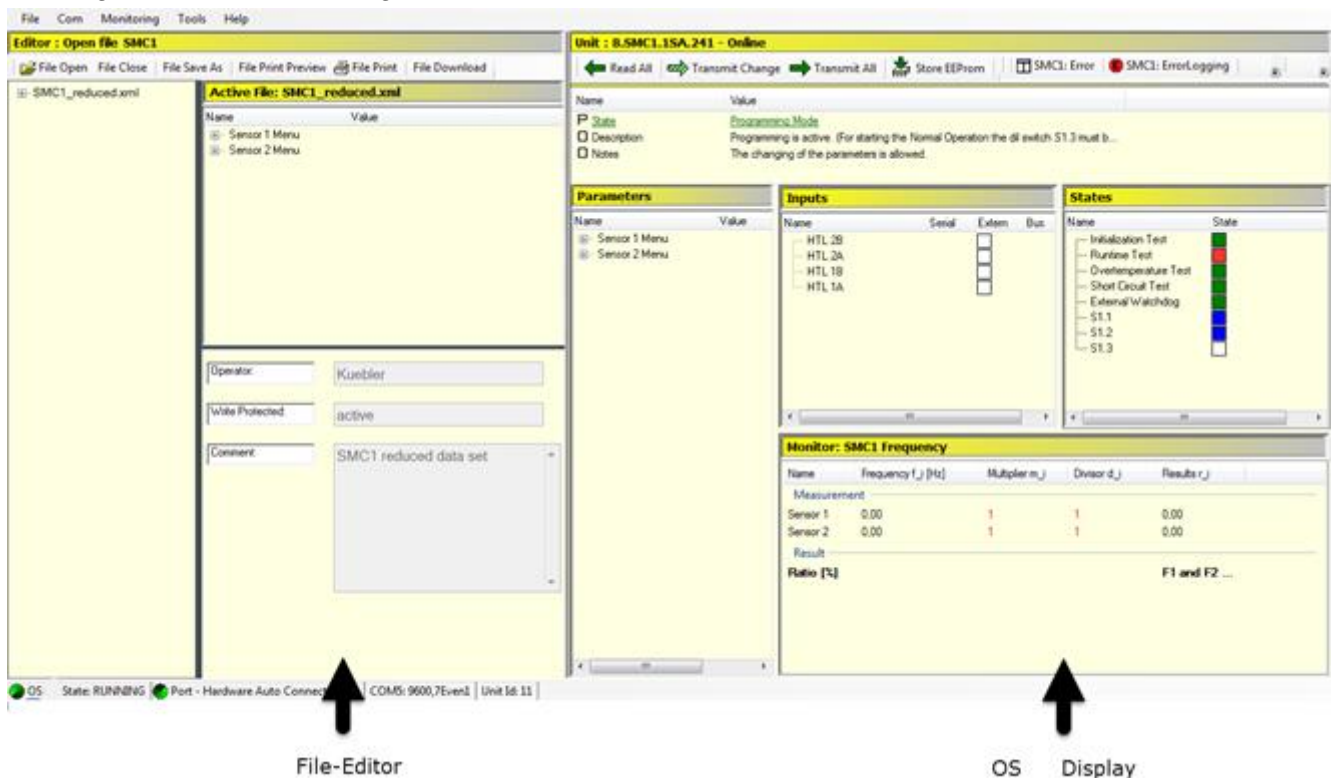 File Com Monitoring Tools Help
Editor : Open file SMC1
File Open File Close File Save As File Print Preview File Print File Download
SMC1_reduced.xml
Active File: SMC1_reduced.xml
Name Value
Sensor 1 Menu
Sensor 2 Menu
Operator:
Kuebler
Write Protected:
active
Comment:
SMC1 reduced data set
Unit : 8.SMC1.1SA.241 - Online
Read All Transmit Change Transmit All Store EEProm SMC1: Error SMC1: ErrorLogging
Name Value
State Programming Mode
Description Programming is active. (For starting the Normal Operation the dil switch S1.3 must b...
Notes The changing of the parameters is allowed.
Parameters
Name Value
Sensor 1 Menu
Sensor 2 Menu
Inputs
Name Serial Extern Bus
HTL 2B
HTL 2A
HTL 1B
HTL 1A
States
Name State
Initialization Test
Runtime Test
Overtemperature Test
Short Circuit Test
External Watchdog
S1.1
S1.2
S1.3
Monitor: SMC1 Frequency
Name Frequency f_i [Hz] Multiplier m_i Divisor d_i Results r_i
Measurement
Sensor 1 0,00 1 1 0,00
Sensor 2 0,00 1 1 0,00
Result
Ratio [%] F1 and F2 ...
OS State: RUNNING Port - Hardware Auto Connec COM5: 9600,7Even1 Unit Id: 11
File-Editor
OS Display